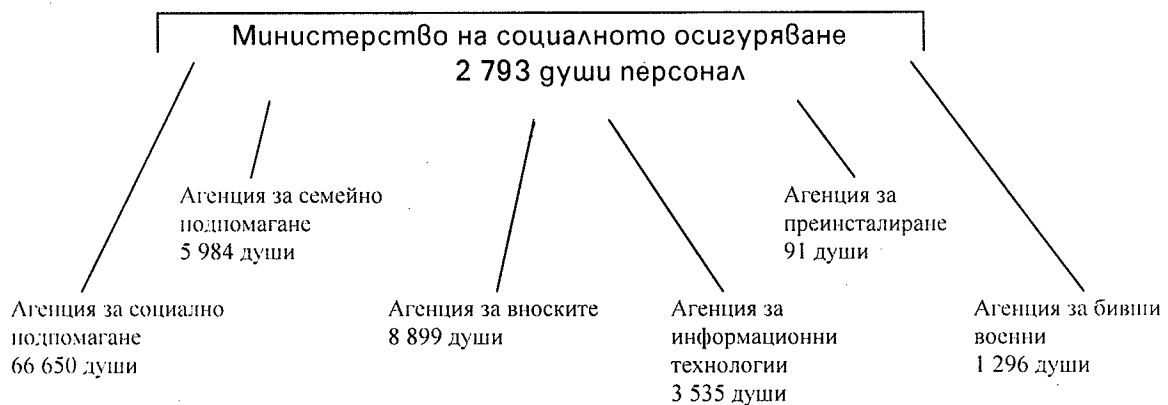 Министерство на социалното осигуряване
2 793 души персонал
Агенция за семейно
подпомагане
5 984 души
Агенция за
преинсталиране
91 души
Агенция за социално
подпомагане
66 650 души
Агенция за вноските
8 899 души
Агенция за
информационни
технологии
3 535 души
Агенция за бивши
военни
1 296 души